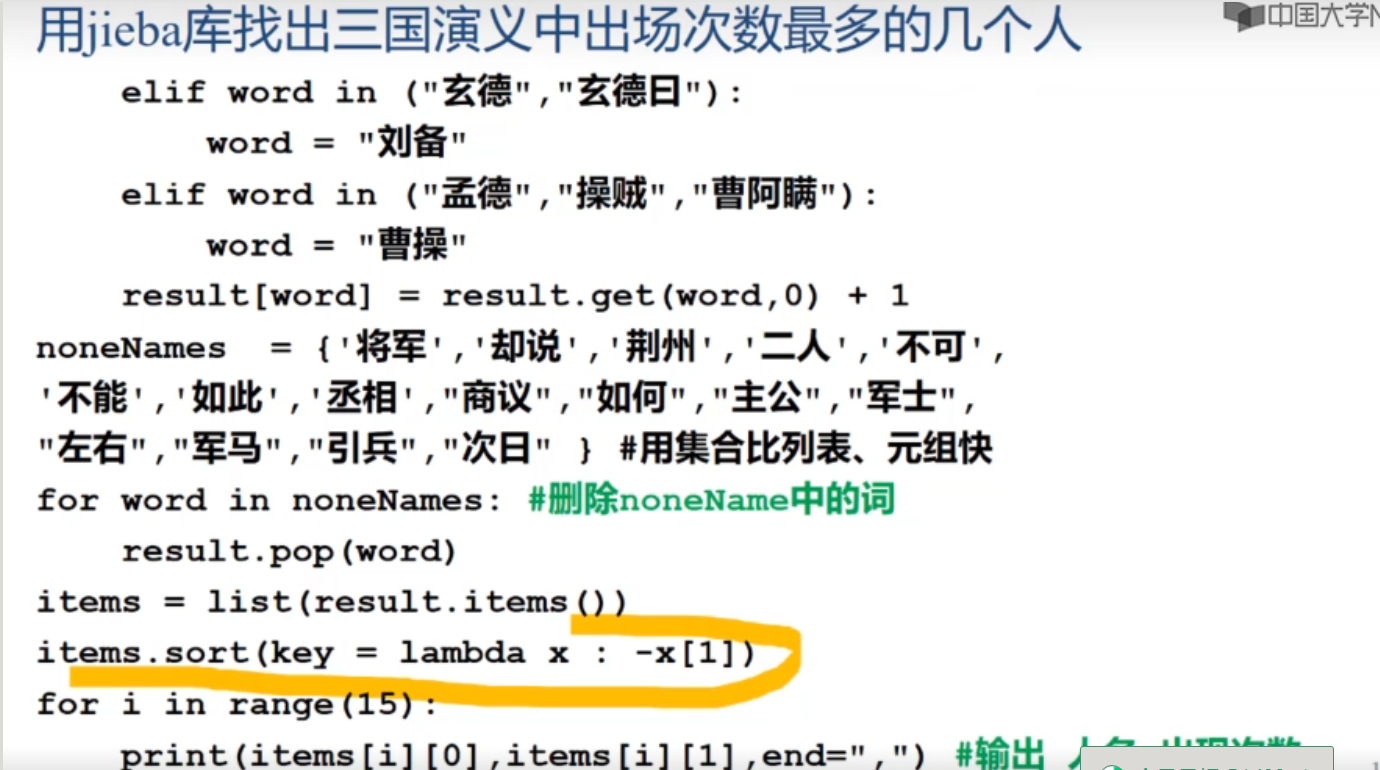 用jieba库找出三国演义中出场次数最多的几个人
中国大学M
elif word in ("玄德","玄德曰"):
word = "刘备"
elif word in ("孟德","操贼","曹阿瞒"):
word = "曹操"
result[word] = result.get(word,0) + 1
noneNames = {'将军','却说','荆州','二人','不可',
'不能','如此','丞相',"商议","如何","主公","军士",
"左右","军马","引兵","次日" } #用集合比列表、元组快
for word in noneNames: #删除noneName中的词
result.pop(word)
items = list(result.items())
items.sort(key = lambda x : -x[1])
for i in range(15):
print(items[i][0],items[i][1],end=",") #输出